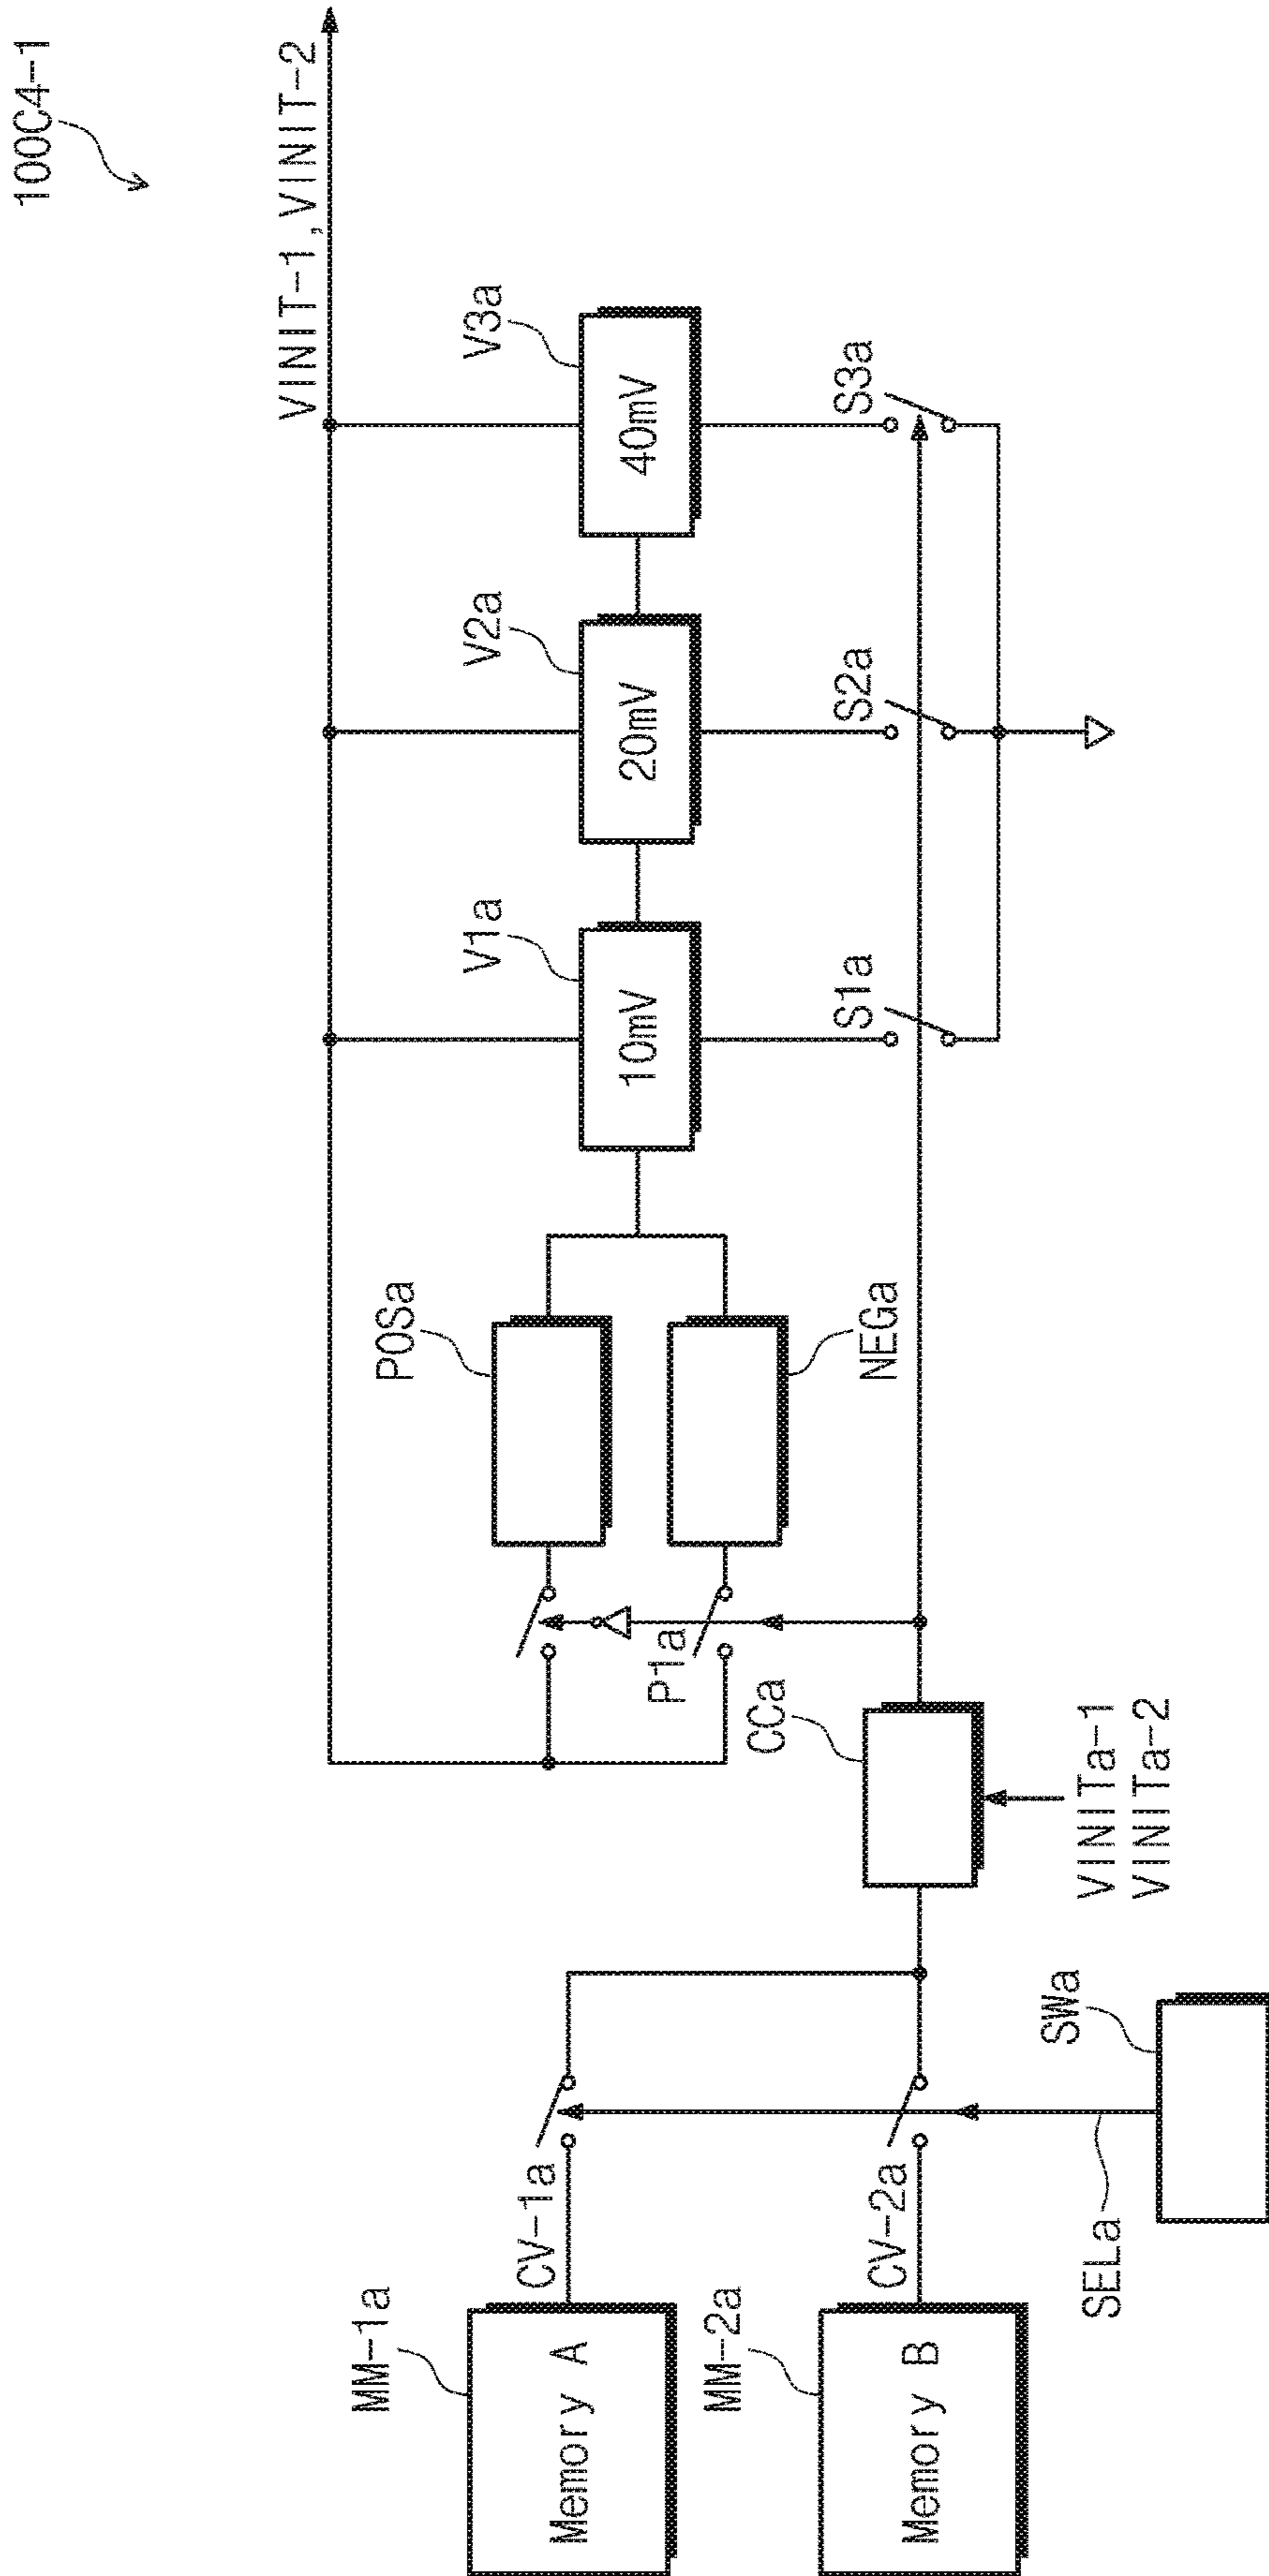 100C4-1
VINIT-1,VINIT-2
V1a
V2a
V3a
10mV
20mV
40mV
POSa
NEGa
P1a
S1a
S2a
S3a
CCa
VINITa-1
VINITa-2
MM-1a
Memory A
CV-1a
MM-2a
Memory B
CV-2a
SWa
SELa